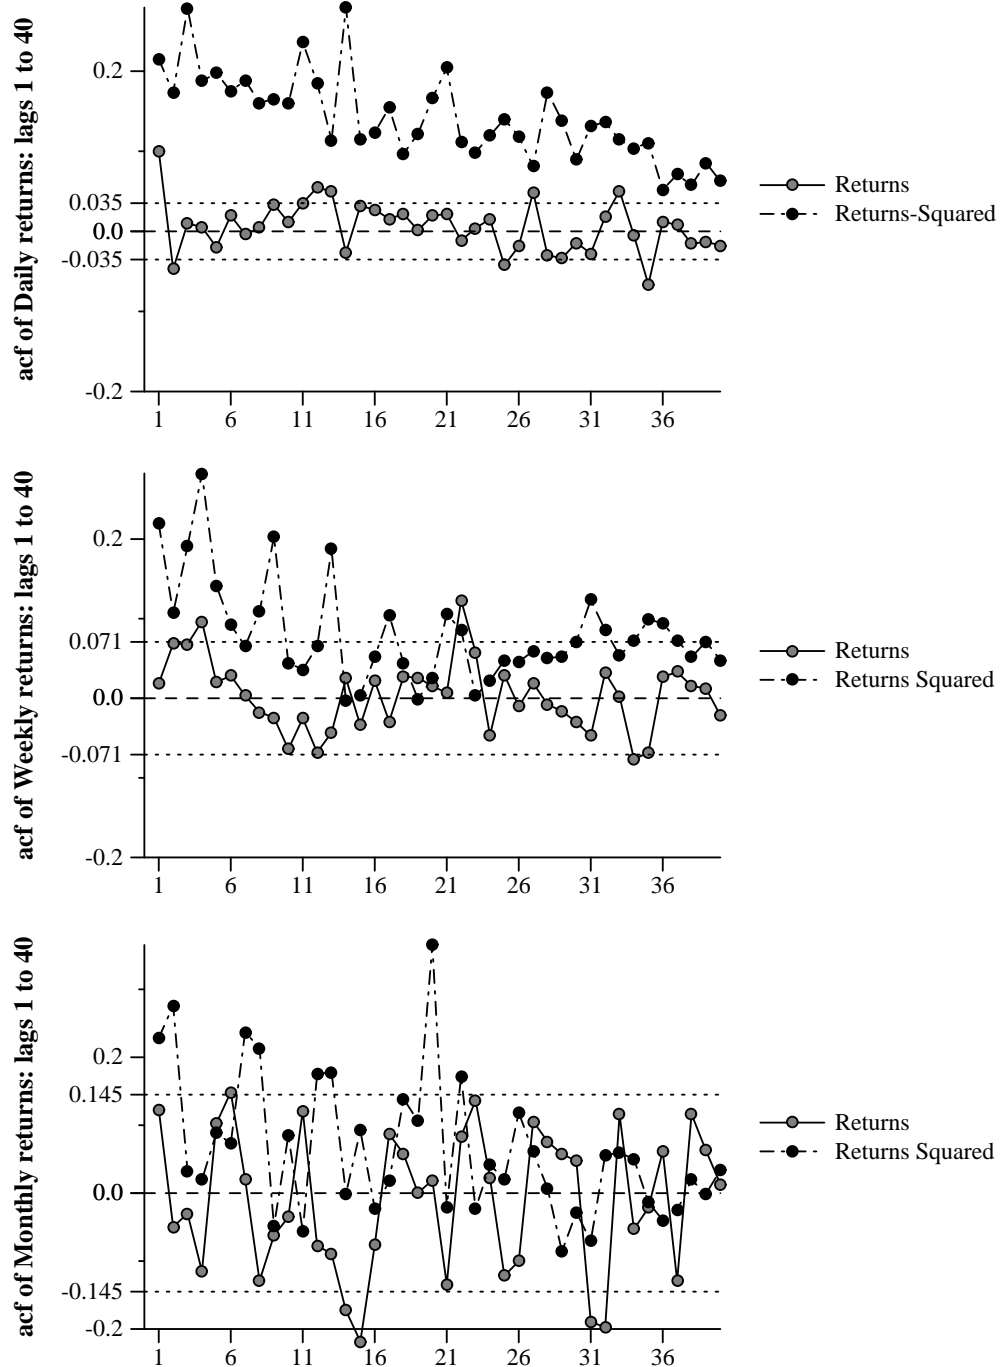 acf of Daily returns: lags 1 to 40
0.2
0.035
0.0
-0.035
-0.2
1 6 11 16 21 26 31 36
Returns
Returns-Squared
acf of Weekly returns: lags 1 to 40
0.2
0.071
0.0
-0.071
-0.2
1 6 11 16 21 26 31 36
Returns
Returns Squared
acf of Monthly returns: lags 1 to 40
0.2
0.145
0.0
-0.145
-0.2
1 6 11 16 21 26 31 36
Returns
Returns Squared